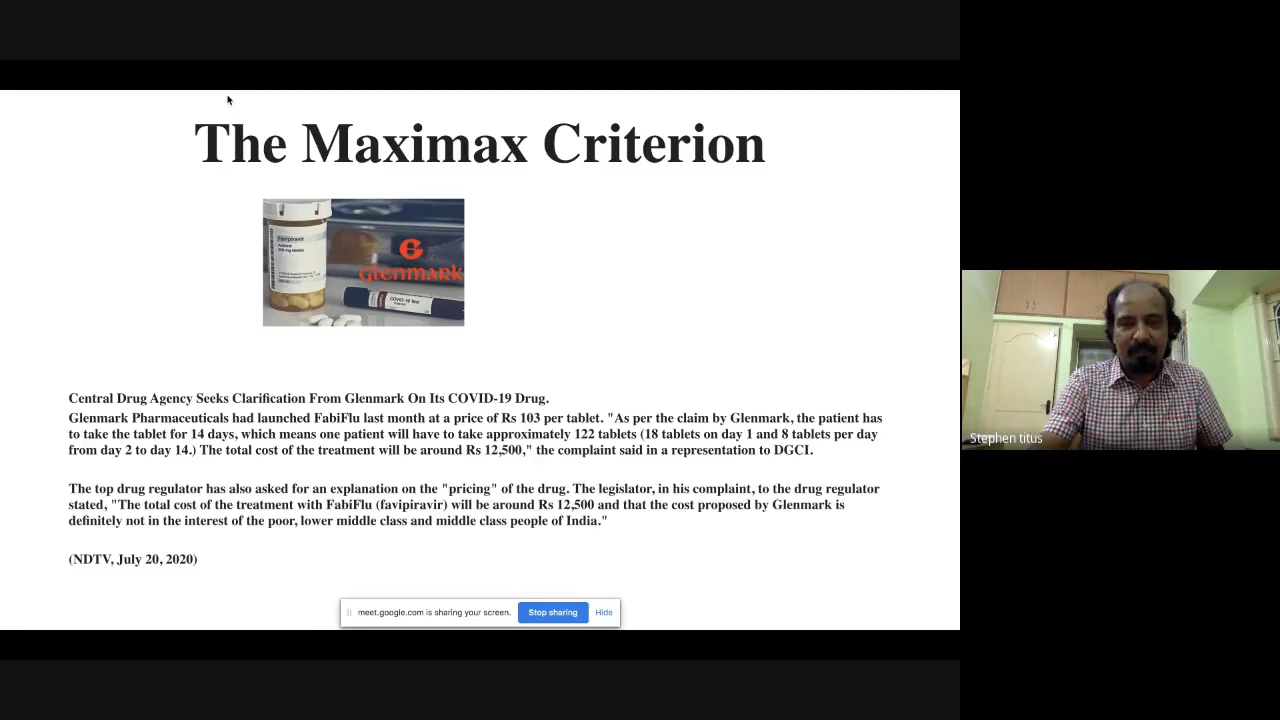 The Maximax Criterion
Favipiravir
GLENMARK
COVID-19 Test
Central Drug Agency Seeks Clarification From Glenmark On Its COVID-19 Drug.
Glenmark Pharmaceuticals had launched FabiFlu last month at a price of Rs 103 per tablet. "As per the claim by Glenmark, the patient has
to take the tablet for 14 days, which means one patient will have to take approximately 122 tablets (18 tablets on day 1 and 8 tablets per day
from day 2 to day 14.) The total cost of the treatment will be around Rs 12,500," the complaint said in a representation to DGCI.
The top drug regulator has also asked for an explanation on the "pricing" of the drug. The legislator, in his complaint, to the drug regulator
stated, "The total cost of the treatment with FabiFlu (favipiravir) will be around Rs 12,500 and that the cost proposed by Glenmark is
definitely not in the interest of the poor, lower middle class and middle class people of India."
(NDTV, July 20, 2020)
meet.google.com is sharing your screen. Stop sharing Hide
Stephen titus